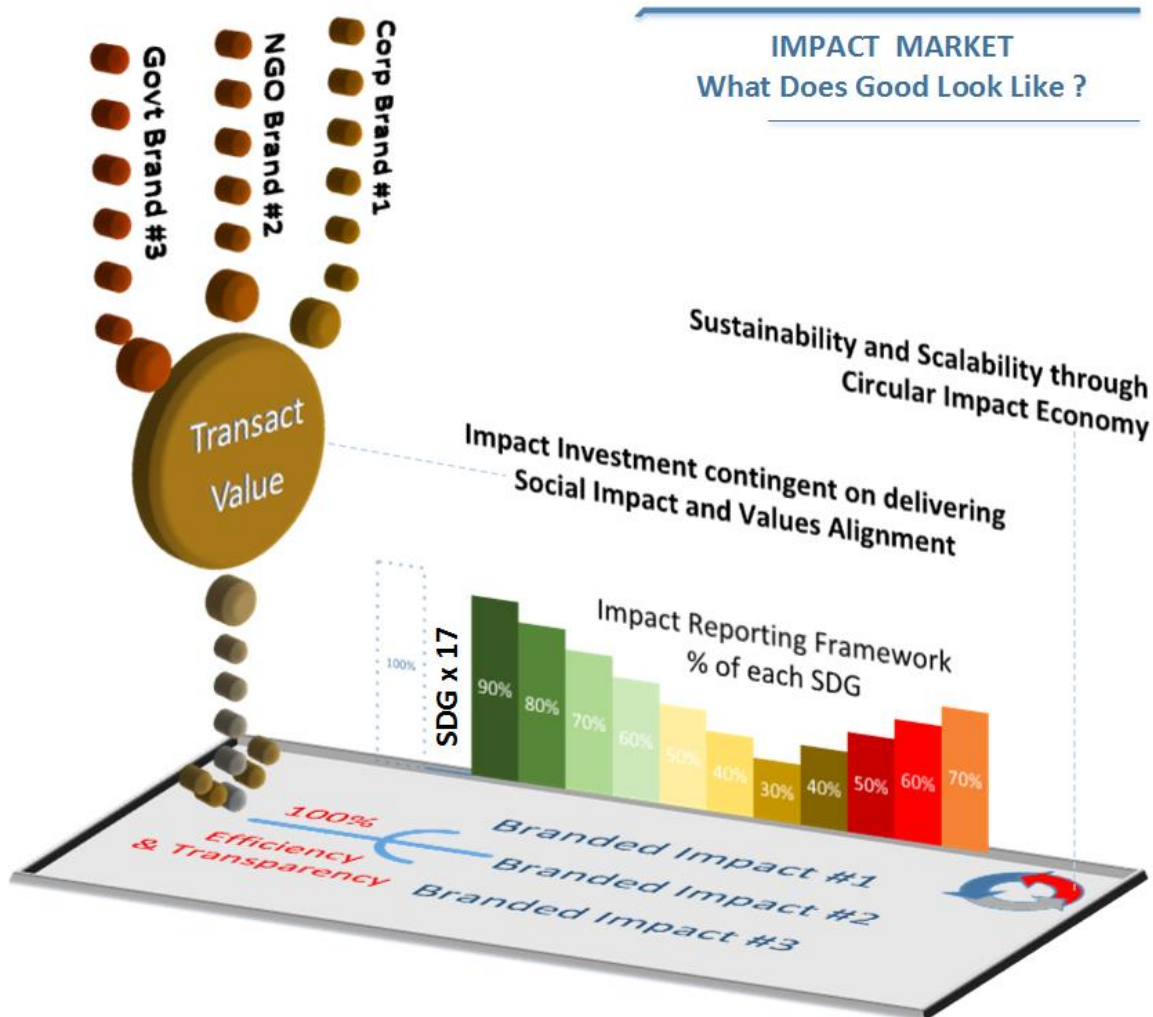 IMPACT MARKET
What Does Good Look Like ?
Govt Brand #3
NGO Brand #2
Corp Brand #1
Transact
Value
Sustainability and Scalability through
Circular Impact Economy
Impact Investment contingent on delivering
Social Impact and Values Alignment
Impact Reporting Framework
% of each SDG
100%
SDG x 17
90%
80%
70%
60%
50%
40%
30%
40%
50%
60%
70%
100%
Efficiency
& Transparency
Branded Impact #1
Branded Impact #2
Branded Impact #3